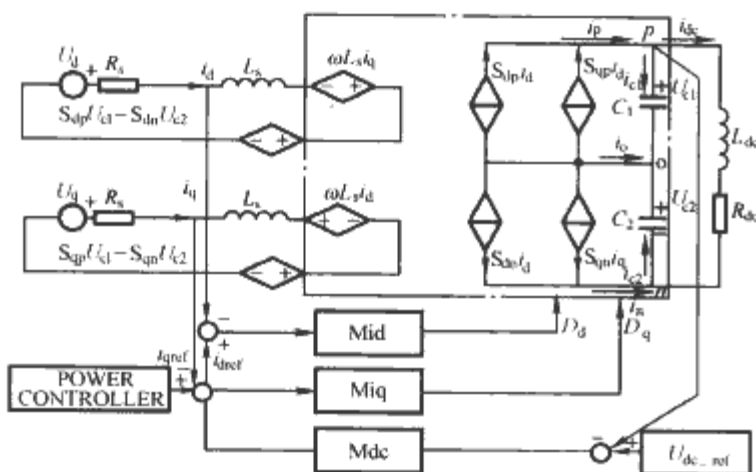 i_p p i_dc
U_d + R_s i_d L_s ωL_s i_q
- +
S_dp i_d S_qp i_d i_c1 + U_c1
S_dp U_c1 − S_dn U_c2
C_1
- +
L_dc
i_o o
i_q
U_q + R_s L_s ωL_s i_d
- +
+ U_c2
C_2
R_dc
S_qp U_c1 − S_qn U_c2
- +
S_dn i_d S_qn i_q i_c2
n
i_n
- +
Mid
D_d D_q
i_qref i_dref
POWER
CONTROLLER
- +
Miq
Mdc
- +
U_dc_ref